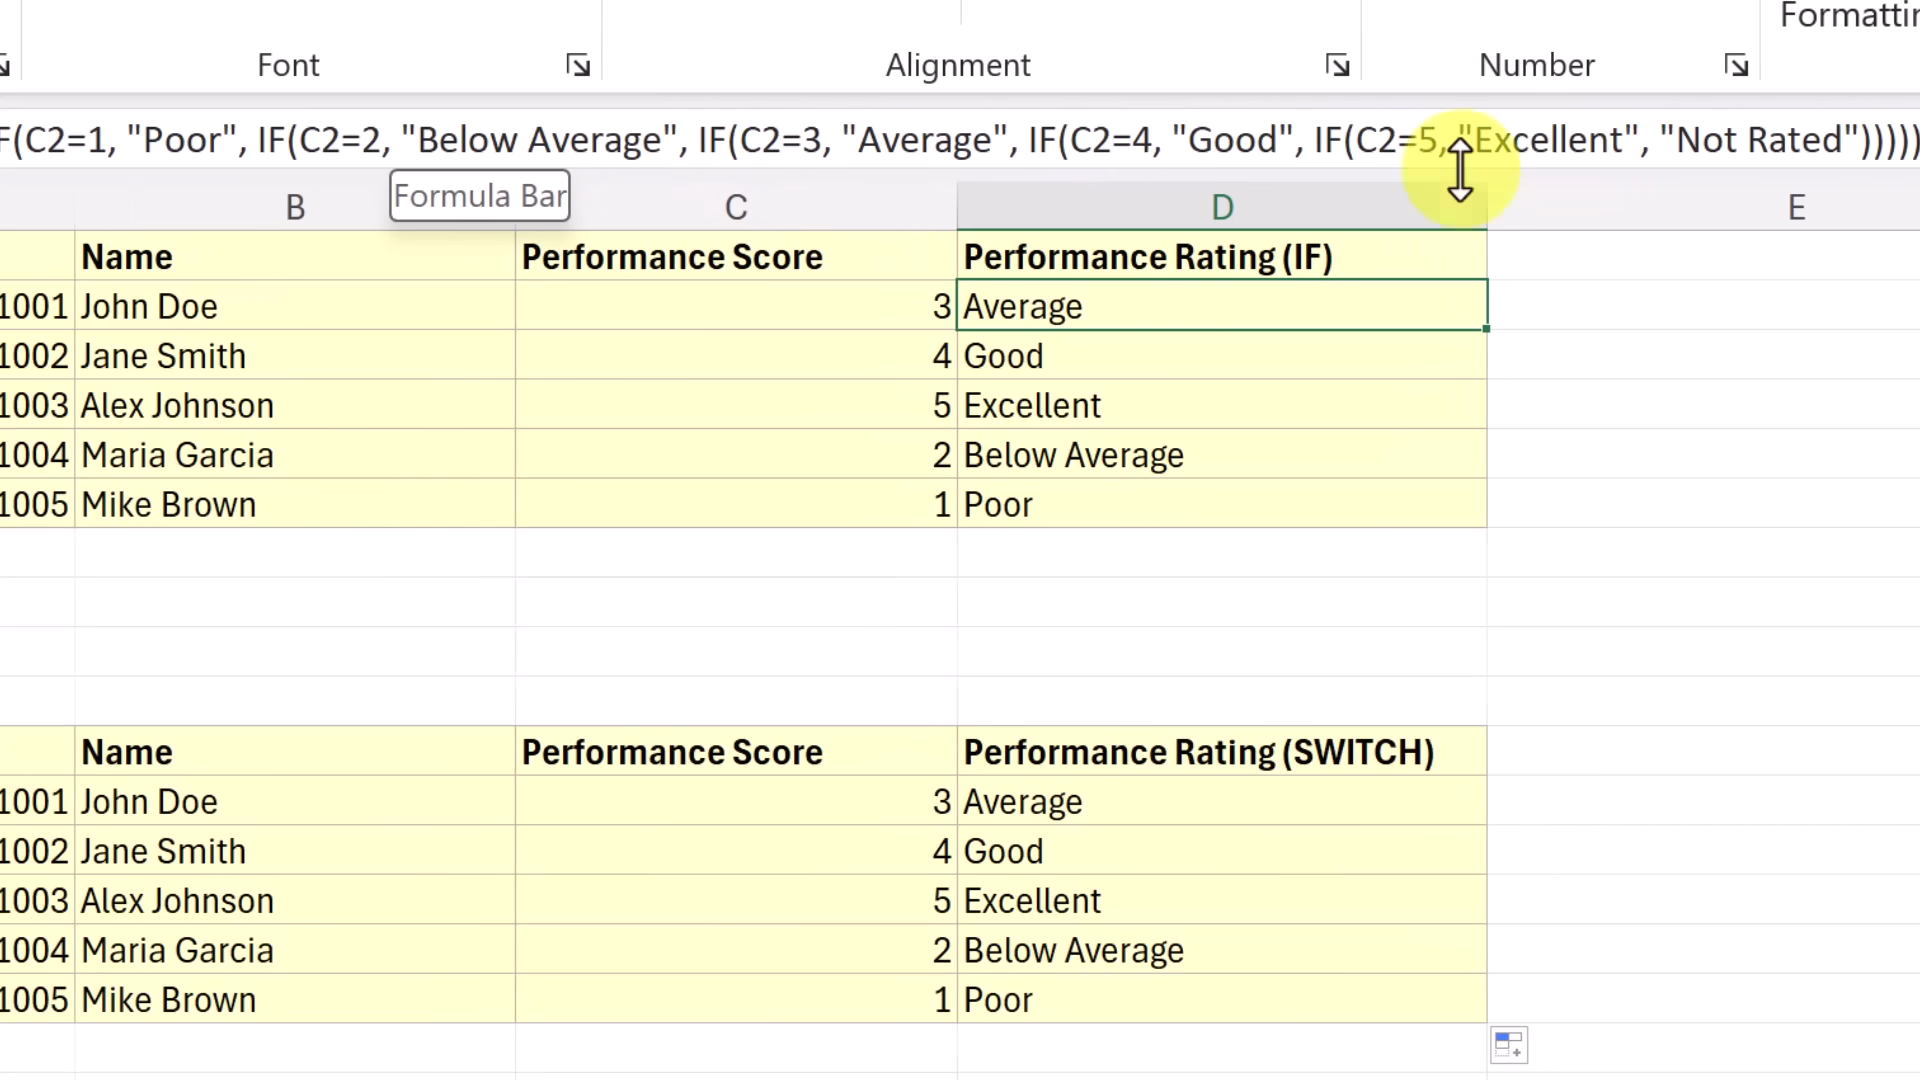 Formattin
Font Alignment Number
F(C2=1, "Poor", IF(C2=2, "Below Average", IF(C2=3, "Average", IF(C2=4, "Good", IF(C2=5, "Excellent", "Not Rated")))))
Formula Bar
B C D E
Name Performance Score Performance Rating (IF)
1001 John Doe 3 Average
1002 Jane Smith 4 Good
1003 Alex Johnson 5 Excellent
1004 Maria Garcia 2 Below Average
1005 Mike Brown 1 Poor
Name Performance Score Performance Rating (SWITCH)
1001 John Doe 3 Average
1002 Jane Smith 4 Good
1003 Alex Johnson 5 Excellent
1004 Maria Garcia 2 Below Average
1005 Mike Brown 1 Poor